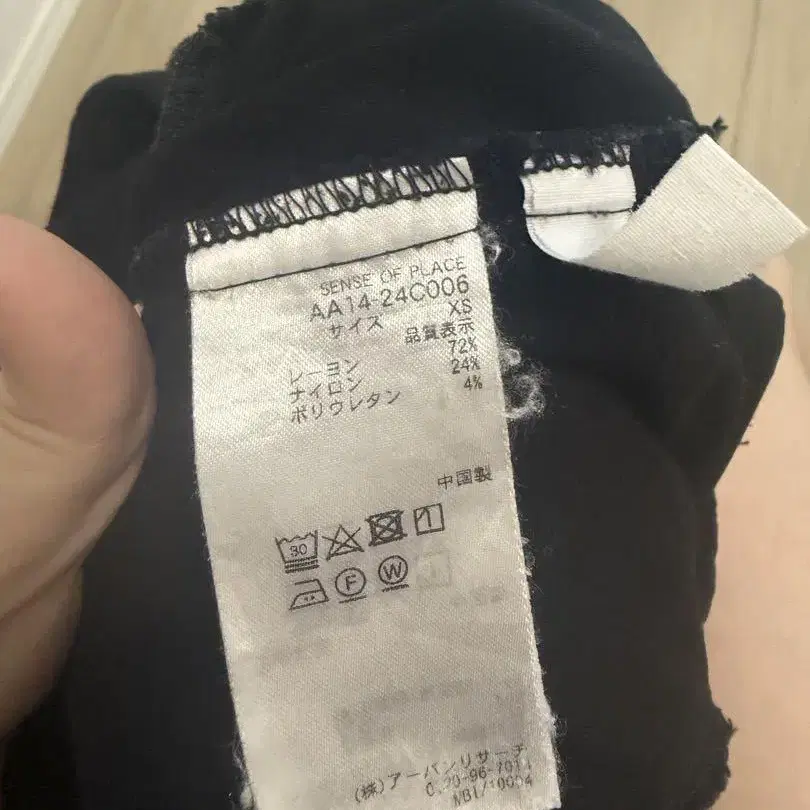 SENSE OF PLACE
AA14-24C006
サイズ XS
品質表示
レーヨン 72%
ナイロン 24%
ポリウレタン 4%
中国製
30
F W
(株)アーバンリサーチ